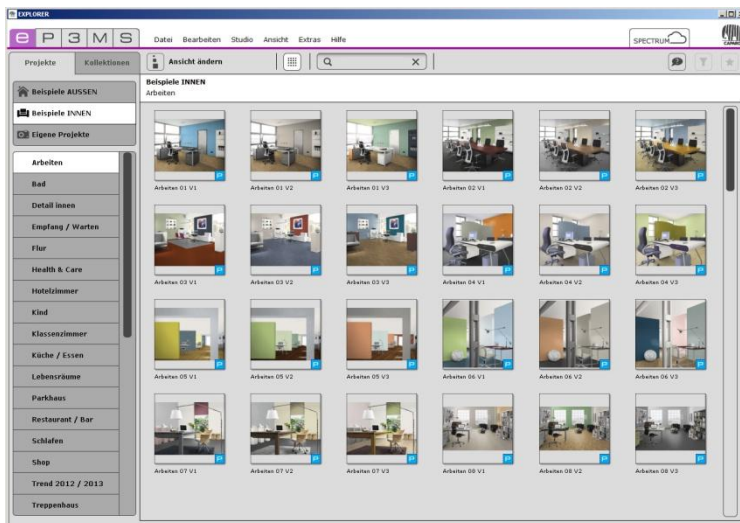 EXPLORER
e P 3 M S
Datei Bearbeiten Studio Ansicht Extras Hilfe
SPECTRUM
CAPAROL
Projekte Kollektionen
Ansicht ändern
Beispiele AUSSEN
Beispiele INNEN
Eigene Projekte
Beispiele INNEN
Arbeiten
Arbeiten
Bad
Detail innen
Empfang / Warten
Flur
Health & Care
Hotelzimmer
Kind
Klassenzimmer
Küche / Essen
Lebensräume
Parkhaus
Restaurant / Bar
Schlafen
Shop
Trend 2012 / 2013
Treppenhaus
Arbeiten 01 V1 Arbeiten 01 V2 Arbeiten 01 V3 Arbeiten 02 V1 Arbeiten 02 V2 Arbeiten 02 V3
Arbeiten 03 V1 Arbeiten 03 V2 Arbeiten 03 V3 Arbeiten 04 V1 Arbeiten 04 V2 Arbeiten 04 V3
Arbeiten 05 V1 Arbeiten 05 V2 Arbeiten 05 V3 Arbeiten 06 V1 Arbeiten 06 V2 Arbeiten 06 V3
Arbeiten 07 V1 Arbeiten 07 V2 Arbeiten 07 V3 Arbeiten 08 V1 Arbeiten 08 V2 Arbeiten 08 V3